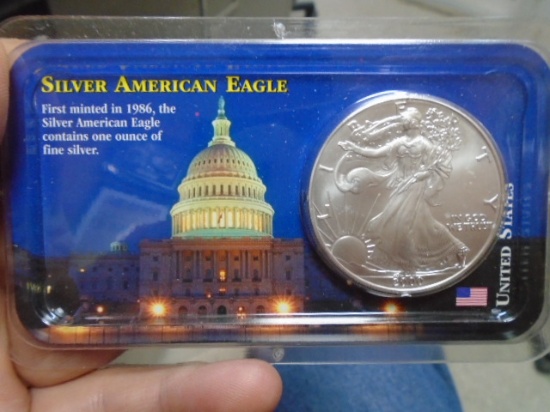 SILVER AMERICAN EAGLE
First minted in 1986, the
Silver American Eagle
contains one ounce of
fine silver.
LIBERTY
UNITED STATES